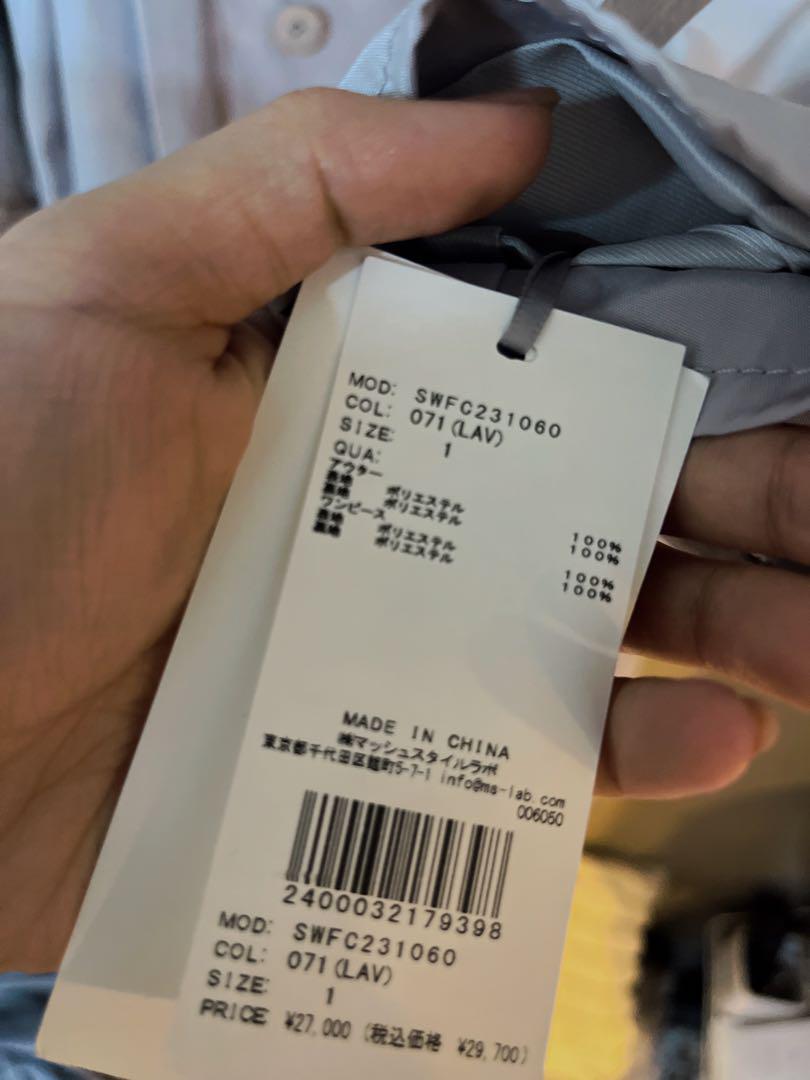 MOD: SWFC231060
COL: 071(LAV)
SIZE: 1
QUA:
アウター
表地 ポリエステル 100%
裏地 ポリエステル 100%
ワンピース
表地 ポリエステル 100%
裏地 ポリエステル 100%
MADE IN CHINA
㈱マッシュスタイルラボ
東京都千代田区麹町5-7-1 info@ms-lab.com
006050
2400032179398
MOD: SWFC231060
COL: 071(LAV)
SIZE: 1
PRICE ¥27,000 (税込価格 ¥29,700)